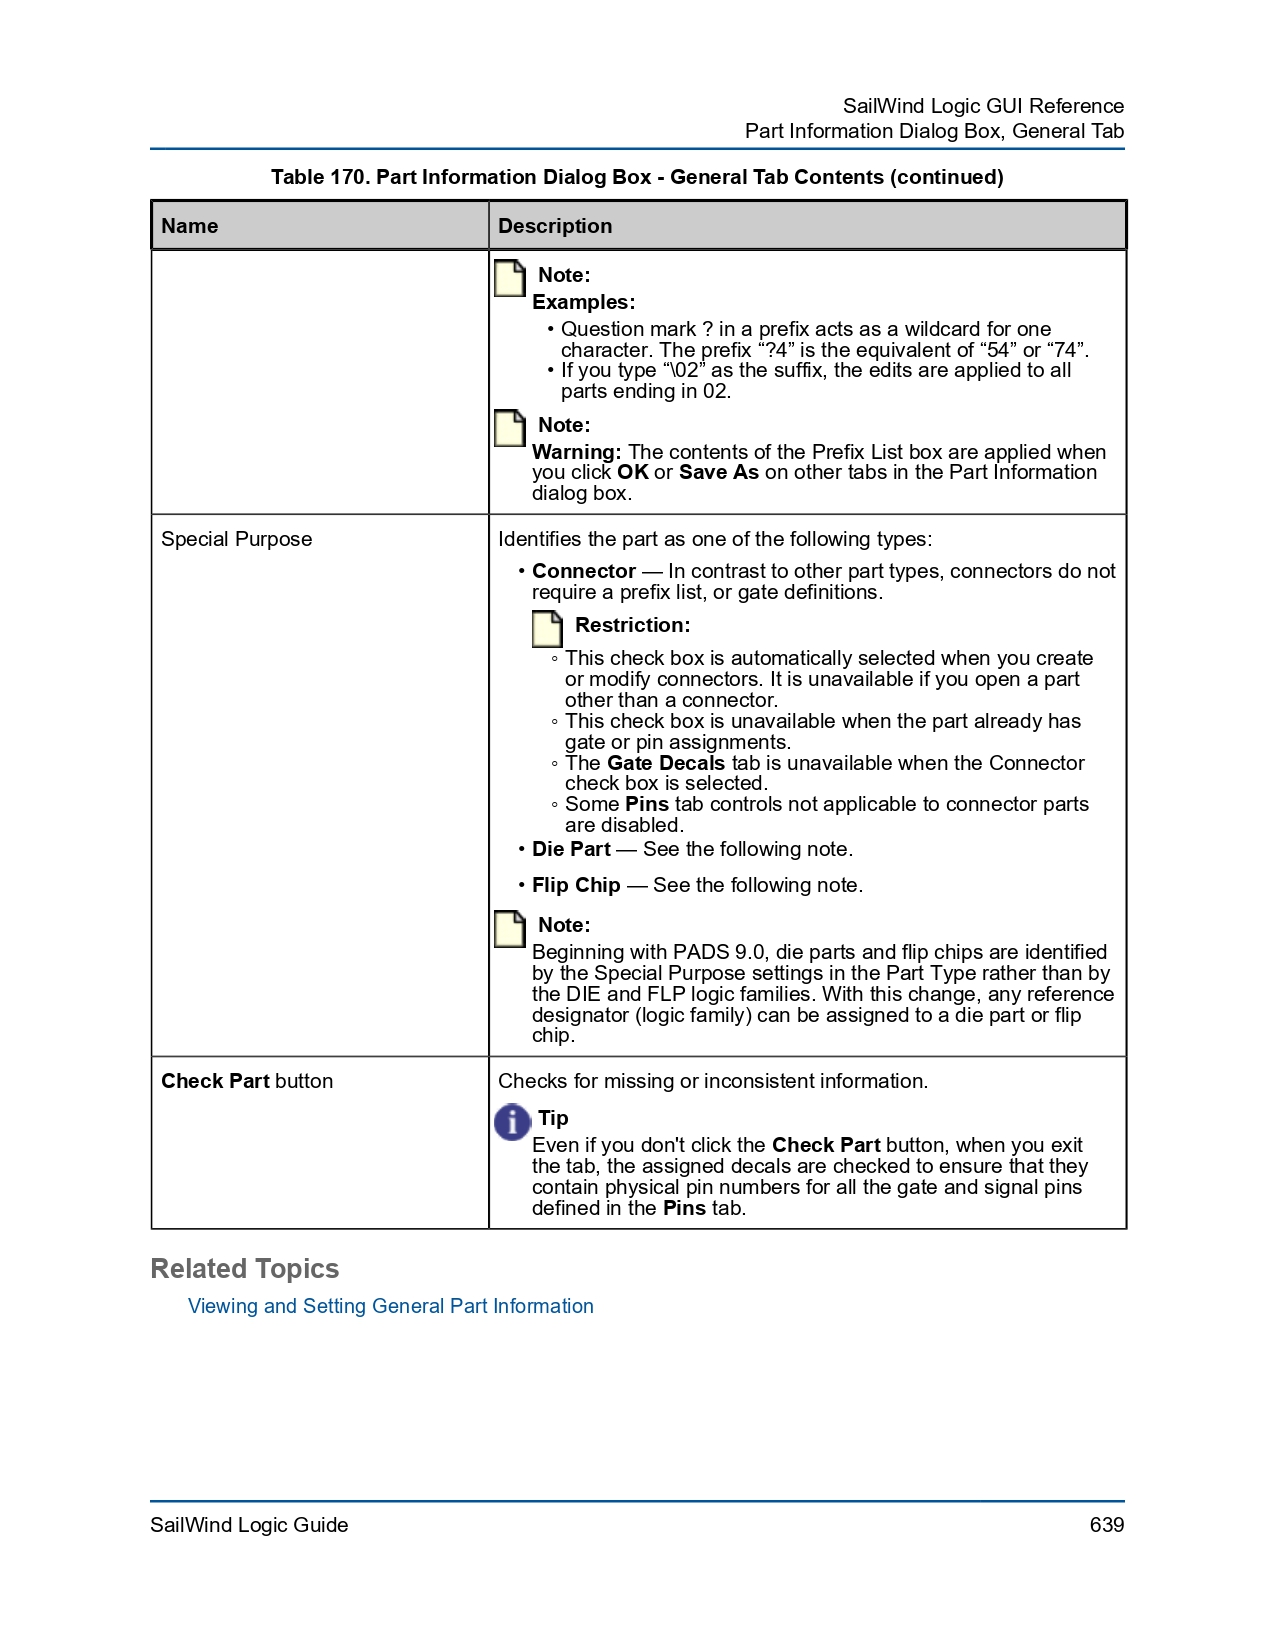 SailWind Logic GUI Reference
Part Information Dialog Box, General Tab
Table 170. Part Information Dialog Box - General Tab Contents (continued)
Name
Description
Note:
Examples:
• Question mark ? in a prefix acts as a wildcard for one
character. The prefix “?4” is the equivalent of “54” or “74”.
• If you type “\02” as the suffix, the edits are applied to all
parts ending in 02.
Note:
Warning: The contents of the Prefix List box are applied when
you click OK or Save As on other tabs in the Part Information
dialog box.
Special Purpose
Identifies the part as one of the following types:
• Connector — In contrast to other part types, connectors do not
require a prefix list, or gate definitions.
Restriction:
◦ This check box is automatically selected when you create
or modify connectors. It is unavailable if you open a part
other than a connector.
◦ This check box is unavailable when the part already has
gate or pin assignments.
◦ The Gate Decals tab is unavailable when the Connector
check box is selected.
◦ Some Pins tab controls not applicable to connector parts
are disabled.
• Die Part — See the following note.
• Flip Chip — See the following note.
Note:
Beginning with PADS 9.0, die parts and flip chips are identified
by the Special Purpose settings in the Part Type rather than by
the DIE and FLP logic families. With this change, any reference
designator (logic family) can be assigned to a die part or flip
chip.
Check Part button
Checks for missing or inconsistent information.
Tip
Even if you don't click the Check Part button, when you exit
the tab, the assigned decals are checked to ensure that they
contain physical pin numbers for all the gate and signal pins
defined in the Pins tab.
Related Topics
Viewing and Setting General Part Information
SailWind Logic Guide
639